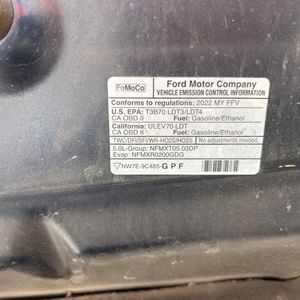 FoMoCo
Ford Motor Company
VEHICLE EMISSION CONTROL INFORMATION
Conforms to regulations: 2022 MY FFV
U.S. EPA: T3B70 LDT3/LDT4
CA OBD II Fuel: Gasoline/Ethanol
California: ULEV70 LDT
CA OBD II Fuel: Gasoline/Ethanol
TWC/DFI/SFI/WR-HO2S/HO2S No adjustments needed.
5.0L-Group: NFMXT05.03DP
Evap: NFMXR0200GDG
NW7E-9C485-GPF